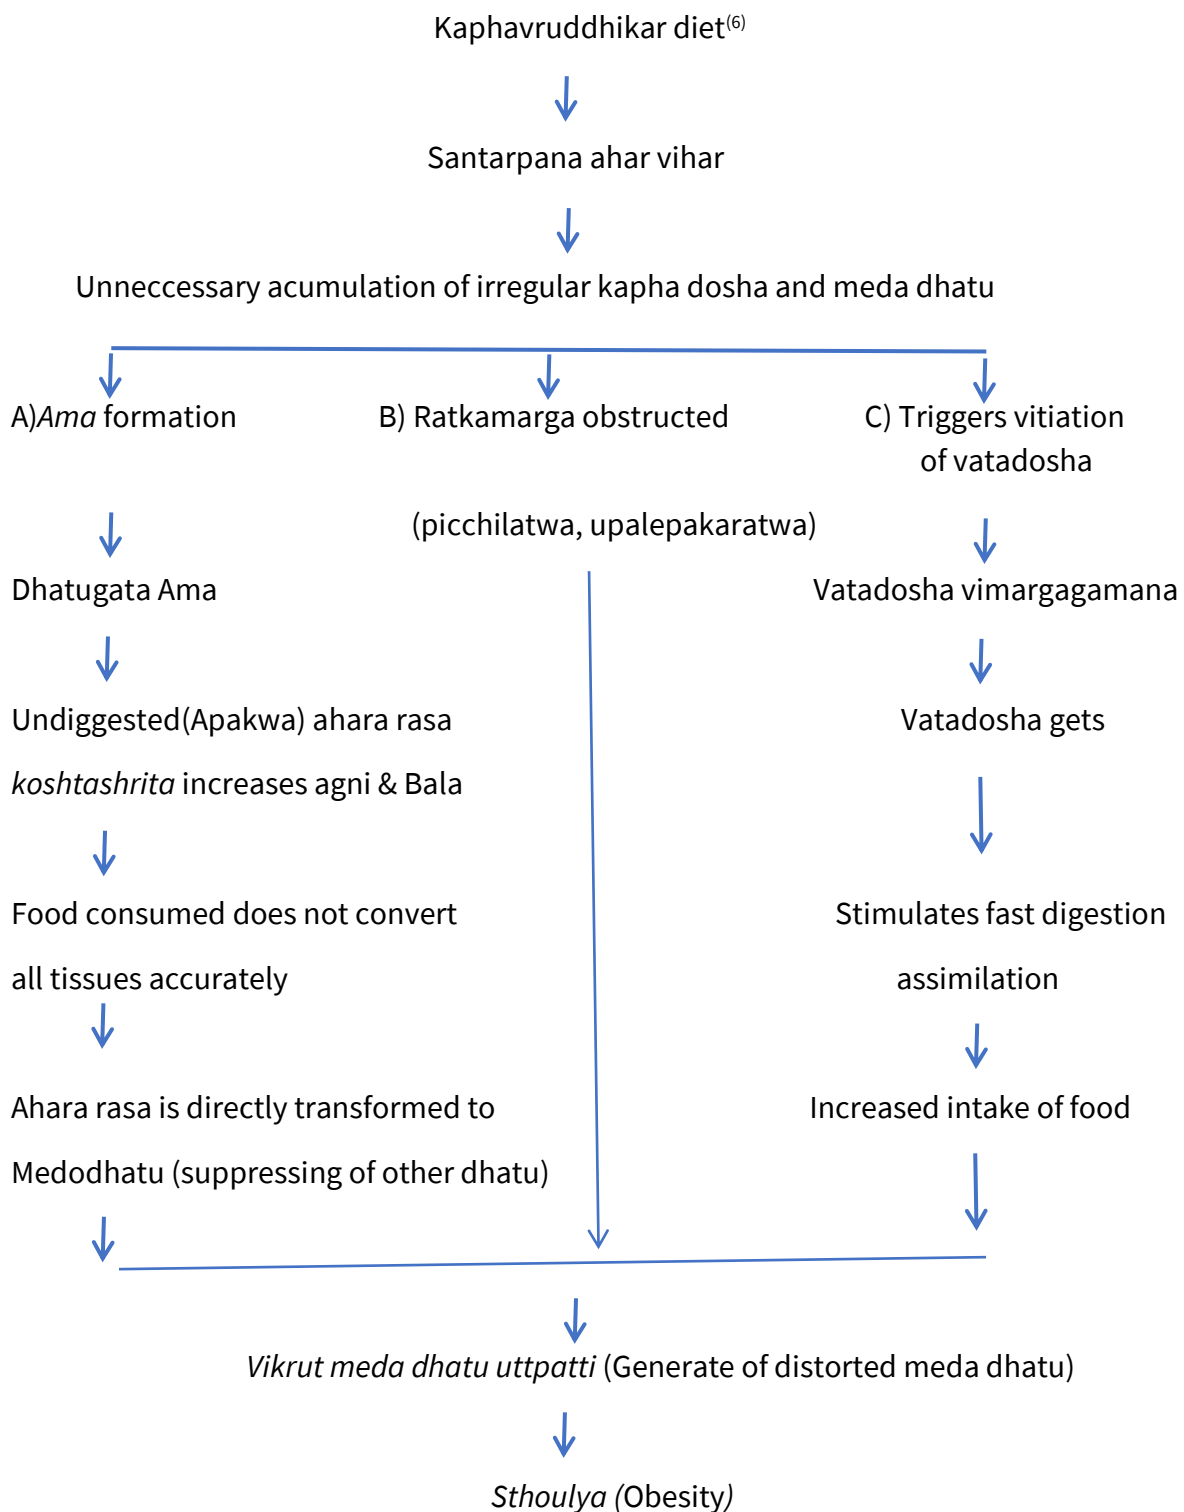 Kaphavruddhikar diet(6)
Santarpana ahar vihar
Unneccessary acumulation of irregular kapha dosha and meda dhatu
A)Ama formation
B) Ratkamarga obstructed
C) Triggers vitiation
of vatadosha
(picchilatwa, upalepakaratwa)
Dhatugata Ama
Vatadosha vimargagamana
Undiggested(Apakwa) ahara rasa
Vatadosha gets
koshtashrita increases agni & Bala
Food consumed does not convert
Stimulates fast digestion
all tissues accurately
assimilation
Ahara rasa is directly transformed to
Increased intake of food
Medodhatu (suppressing of other dhatu)
Vikrut meda dhatu uttpatti (Generate of distorted meda dhatu)
Sthoulya (Obesity)